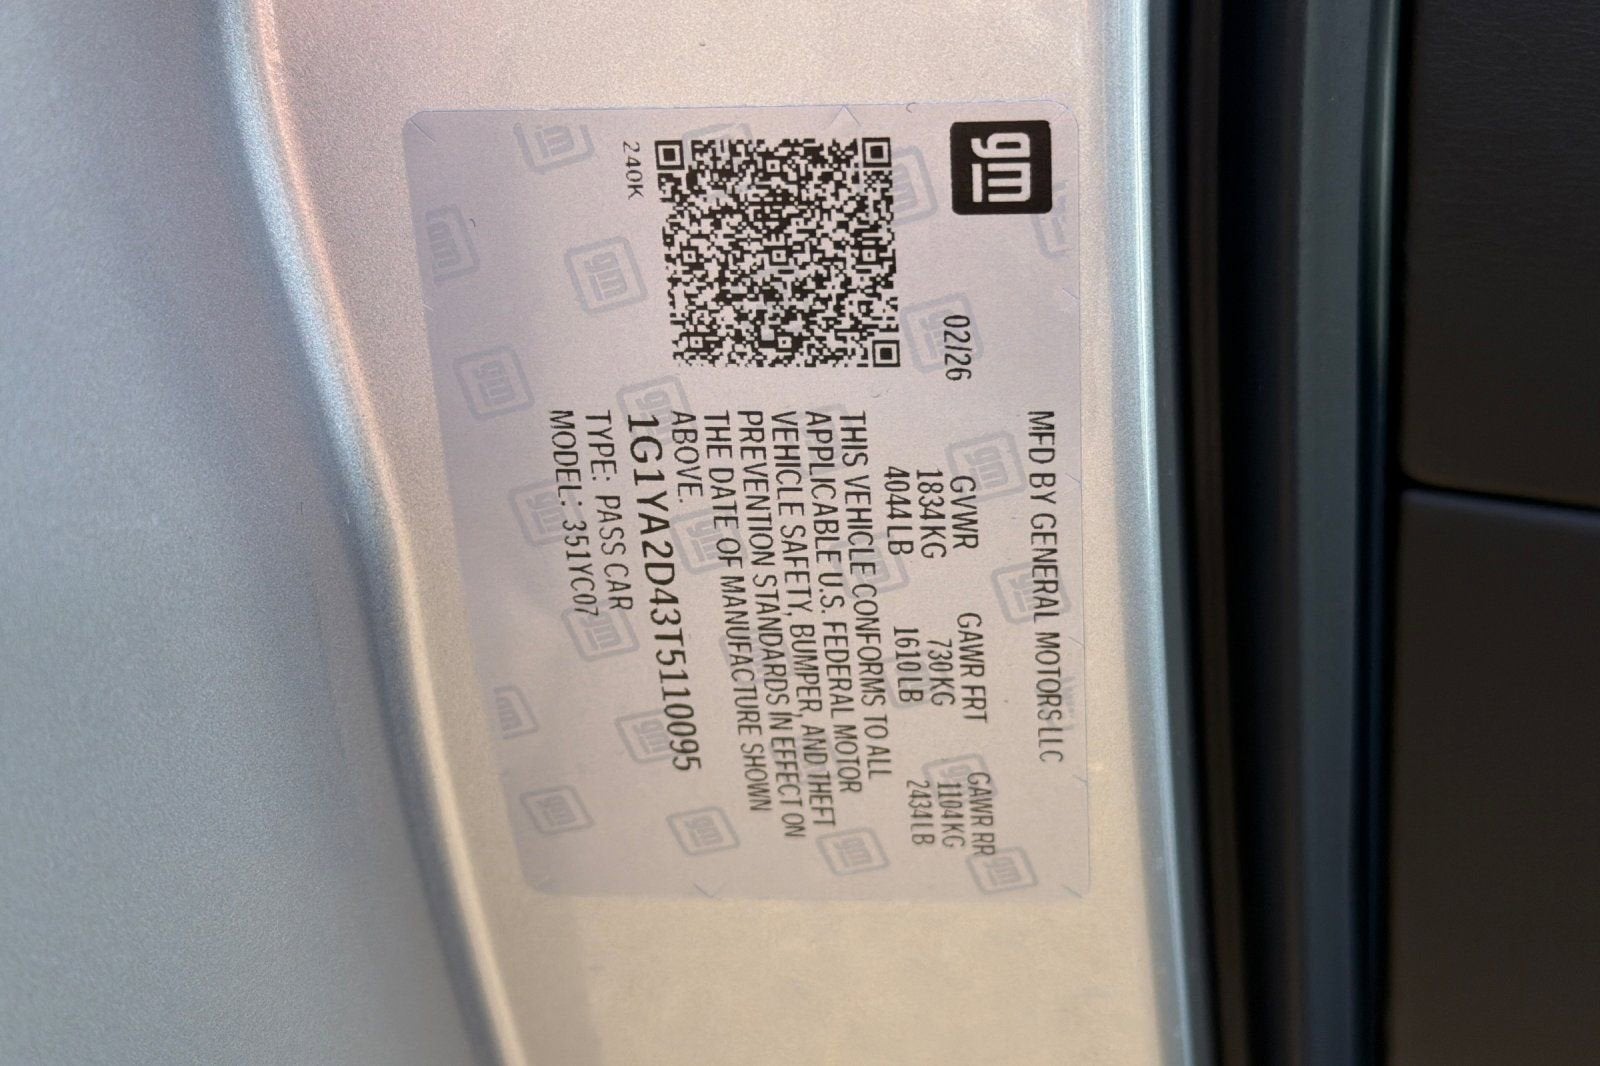 gm
MFD BY GENERAL MOTORS LLC
02/26
GVWR GAWR FRT GAWR RR
1834KG 730KG 1104KG
4044LB 1610LB 2434LB
THIS VEHICLE CONFORMS TO ALL
APPLICABLE U.S. FEDERAL MOTOR
VEHICLE SAFETY, BUMPER, AND THEFT
PREVENTION STANDARDS IN EFFECT ON
THE DATE OF MANUFACTURE SHOWN
ABOVE.
1G1YA2D43T5110095
TYPE: PASS CAR
MODEL: 351YC07
240K